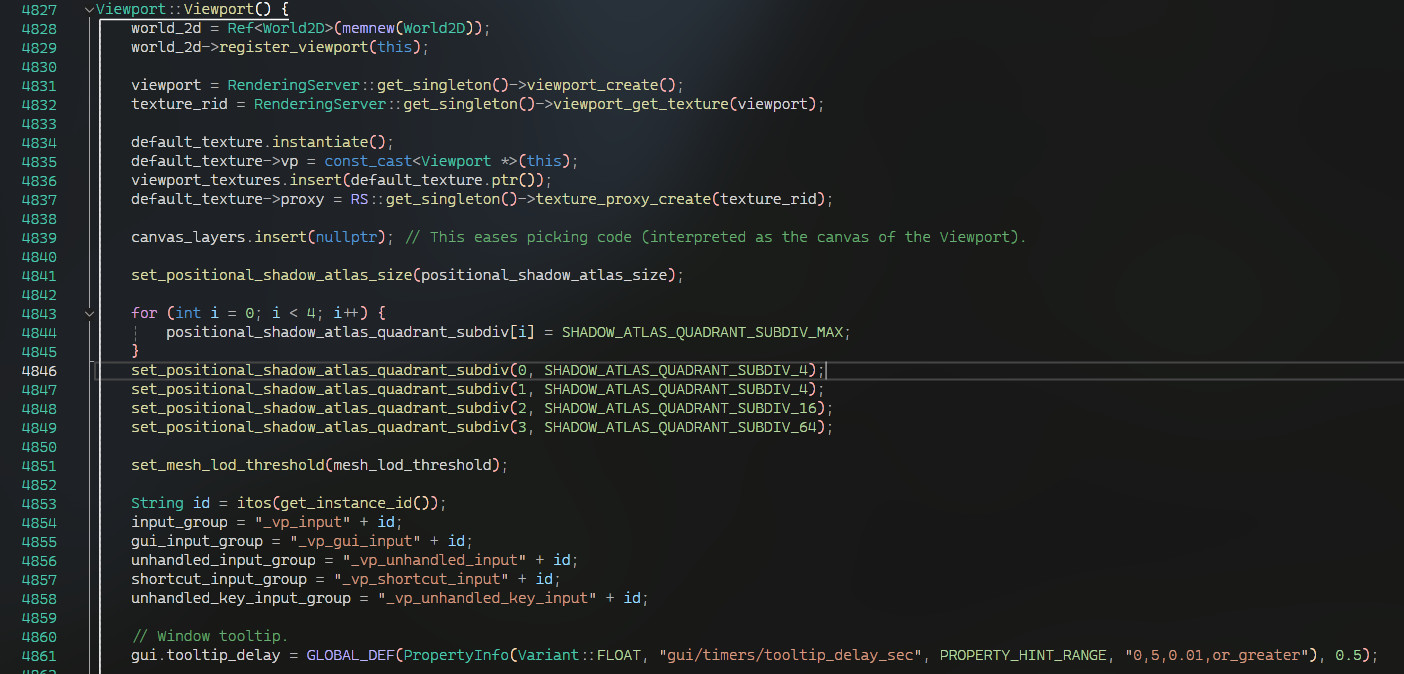 4827 Viewport::Viewport() {
4828 world_2d = Ref<World2D>(memnew(World2D));
4829 world_2d->register_viewport(this);
4830
4831 viewport = RenderingServer::get_singleton()->viewport_create();
4832 texture_rid = RenderingServer::get_singleton()->viewport_get_texture(viewport);
4833
4834 default_texture.instantiate();
4835 default_texture->vp = const_cast<Viewport *>(this);
4836 viewport_textures.insert(default_texture.ptr());
4837 default_texture->proxy = RS::get_singleton()->texture_proxy_create(texture_rid);
4838
4839 canvas_layers.insert(nullptr); // This eases picking code (interpreted as the canvas of the Viewport).
4840
4841 set_positional_shadow_atlas_size(positional_shadow_atlas_size);
4842
4843 for (int i = 0; i < 4; i++) {
4844 positional_shadow_atlas_quadrant_subdiv[i] = SHADOW_ATLAS_QUADRANT_SUBDIV_MAX;
4845 }
4846 set_positional_shadow_atlas_quadrant_subdiv(0, SHADOW_ATLAS_QUADRANT_SUBDIV_4);
4847 set_positional_shadow_atlas_quadrant_subdiv(1, SHADOW_ATLAS_QUADRANT_SUBDIV_4);
4848 set_positional_shadow_atlas_quadrant_subdiv(2, SHADOW_ATLAS_QUADRANT_SUBDIV_16);
4849 set_positional_shadow_atlas_quadrant_subdiv(3, SHADOW_ATLAS_QUADRANT_SUBDIV_64);
4850
4851 set_mesh_lod_threshold(mesh_lod_threshold);
4852
4853 String id = itos(get_instance_id());
4854 input_group = "_vp_input" + id;
4855 gui_input_group = "_vp_gui_input" + id;
4856 unhandled_input_group = "_vp_unhandled_input" + id;
4857 shortcut_input_group = "_vp_shortcut_input" + id;
4858 unhandled_key_input_group = "_vp_unhandled_key_input" + id;
4859
4860 // Window tooltip.
4861 gui.tooltip_delay = GLOBAL_DEF(PropertyInfo(Variant::FLOAT, "gui/timers/tooltip_delay_sec", PROPERTY_HINT_RANGE, "0,5,0.01,or_greater"), 0.5);